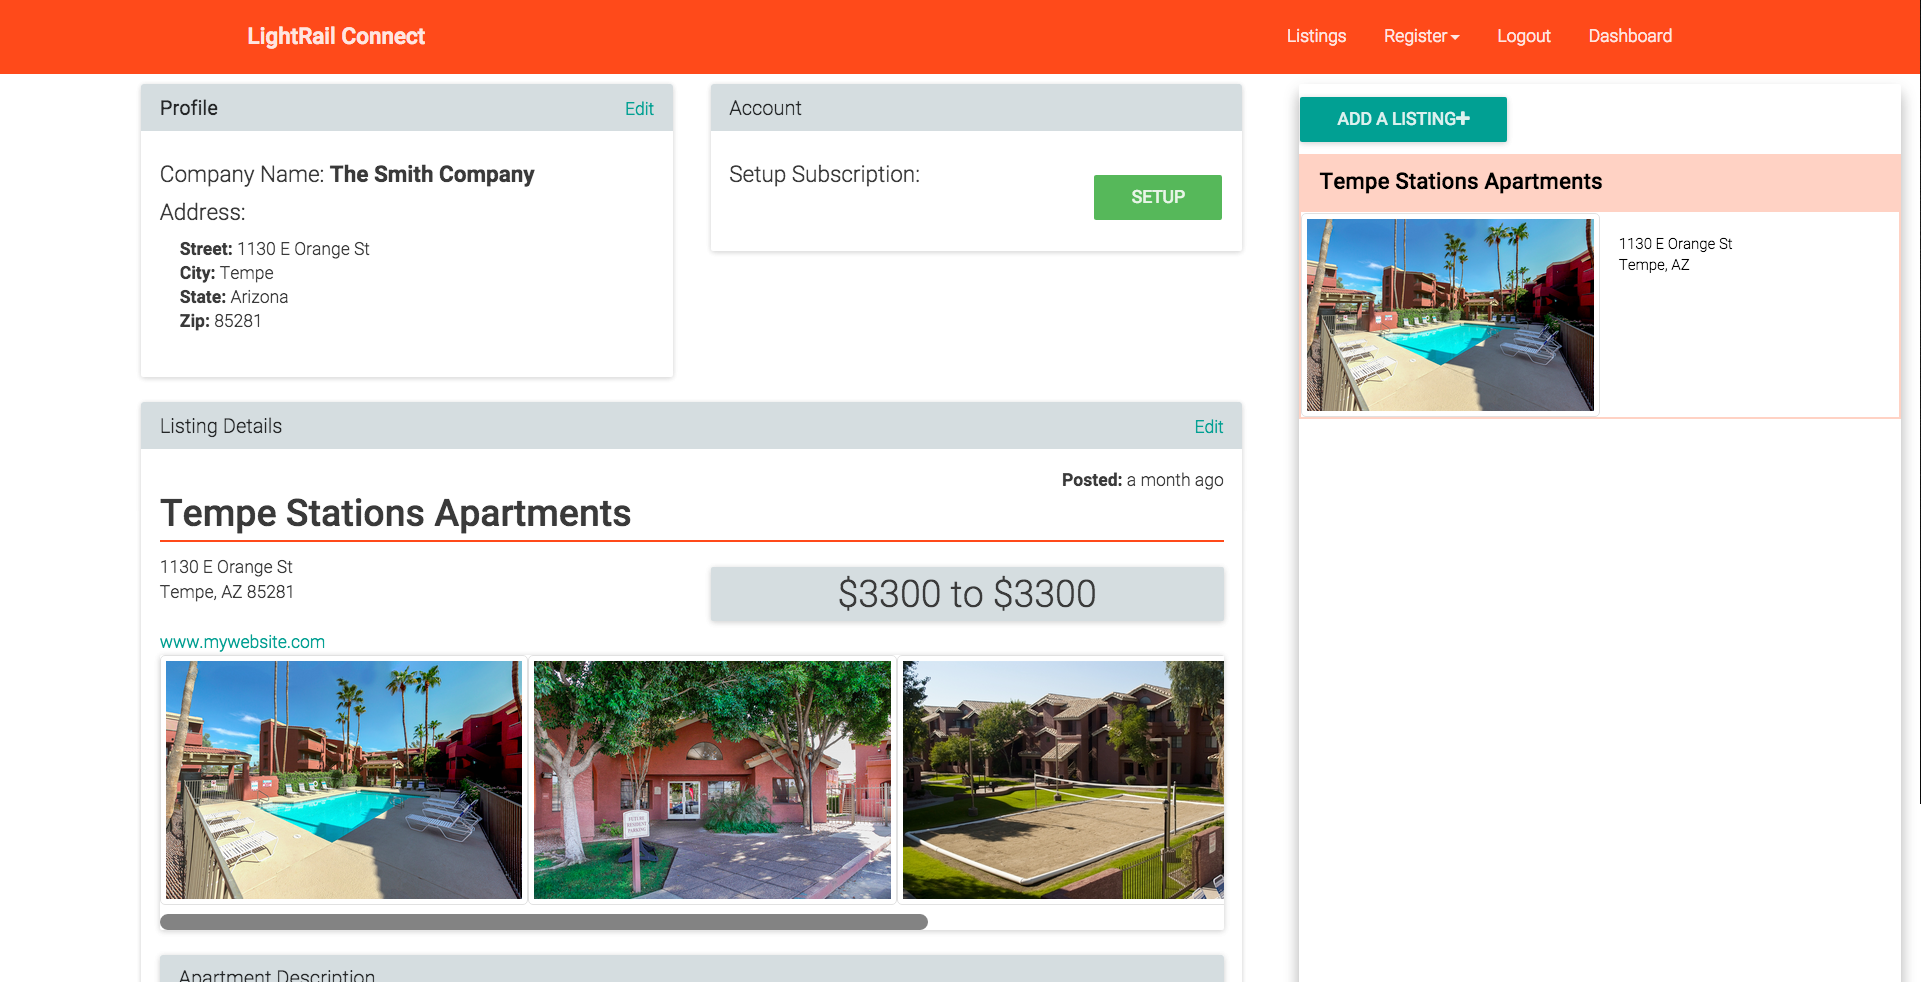 LightRail Connect
Listings
Register
Logout
Dashboard
Profile
Edit
Company Name: The Smith Company
Address:
Street: 1130 E Orange St
City: Tempe
State: Arizona
Zip: 85281
Account
Setup Subscription:
SETUP
Listing Details
Edit
Posted: a month ago
Tempe Stations Apartments
1130 E Orange St
Tempe, AZ 85281
$3300 to $3300
www.mywebsite.com
FUTURE
RESIDENT
PARKING
Apartment Description
ADD A LISTING+
Tempe Stations Apartments
1130 E Orange St
Tempe, AZ